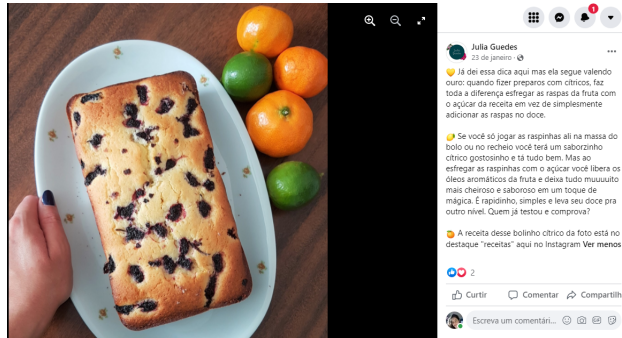 1
Julia Guedes
23 de janeiro ·
Já dei essa dica aqui mas ela segue valendo
ouro: quando fizer preparos com cítricos, faz
toda a diferença esfregar as raspas da fruta com
o açúcar da receita em vez de simplesmente
adicionar as raspas no doce.
Se você só jogar as raspinhas ali na massa do
bolo ou no recheio você terá um saborzinho
cítrico gostosinho e tá tudo bem. Mas ao
esfregar as raspinhas com o açúcar você libera os
óleos aromáticos da fruta e deixa tudo muuuuito
mais cheiroso e saboroso em um toque de
mágica. É rapidinho, simples e leva seu doce pra
outro nível. Quem já testou e comprova?
A receita desse bolinho cítrico da foto está no
destaque "receitas" aqui no Instagram Ver menos
2
Curtir Comentar Compartilh
Escreva um comentári...